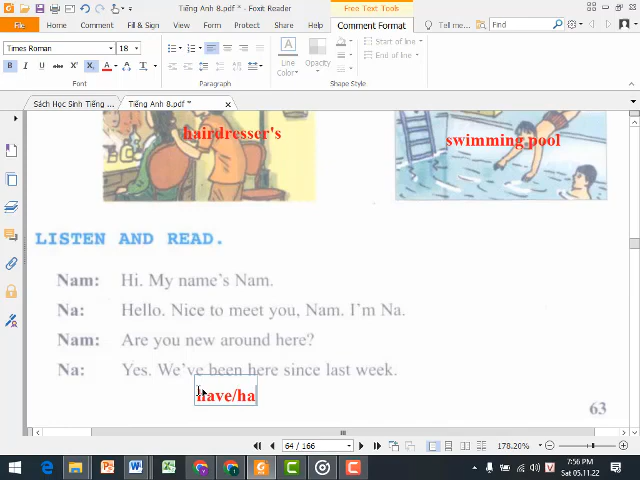 Tiếng Anh 8.pdf * - Foxit Reader
Free Text Tools
File Home Comment Fill & Sign View Form Protect Share Help Comment Format Tell me... Find
Times Roman 18
Line Opacity Start of line
End of line
Font Paragraph Style
Sách Học Sinh Tiếng ... Tiếng Anh 8.pdf *
hairdresser's
swimming pool
LISTEN AND READ.
Nam: Hi. My name's Nam.
Na: Hello. Nice to meet you, Nam. I'm Na.
Nam: Are you new around here?
Na: Yes. We've been here since last week.
have/ha
63
64 / 166 178.20%
7:56 PM
Sat 05.11.22